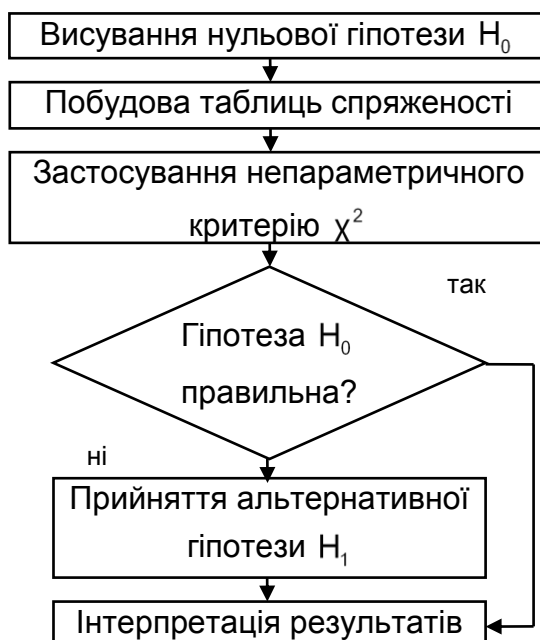 Висування нульової гіпотези H₀
Побудова таблиць спряженості
Застосування непараметричного
критерію χ²
так
Гіпотеза H₀
правильна?
ні
Прийняття альтернативної
гіпотези H₁
Інтерпретація результатів